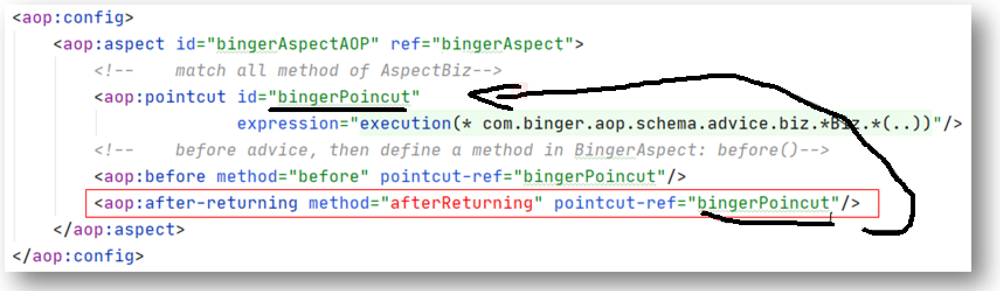 <aop:config>
<aop:aspect id="bingerAspectAOP" ref="bingerAspect">
<!--    match all method of AspectBiz-->
<aop:pointcut id="bingerPoincut"
expression="execution(* com.binger.aop.schema.advice.biz.*Biz.*(..))"/>
<!--    before advice, then define a method in BingerAspect: before()-->
<aop:before method="before" pointcut-ref="bingerPoincut"/>
<aop:after-returning method="afterReturning" pointcut-ref="bingerPoincut"/>
</aop:aspect>
</aop:config>